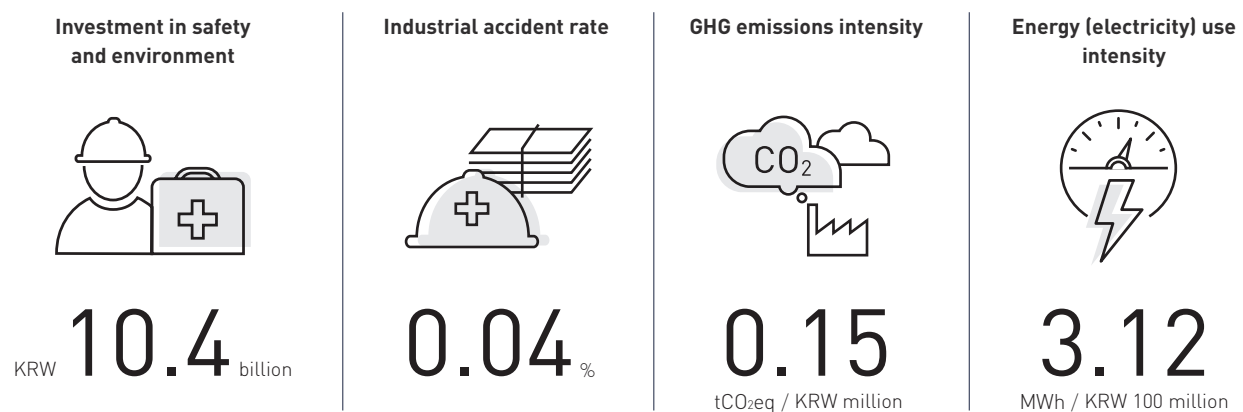 Investment in safety
and environment
KRW 10.4 billion
Industrial accident rate
0.04 %
GHG emissions intensity
CO₂
0.15
tCO₂eq / KRW million
Energy (electricity) use
intensity
3.12
MWh / KRW 100 million